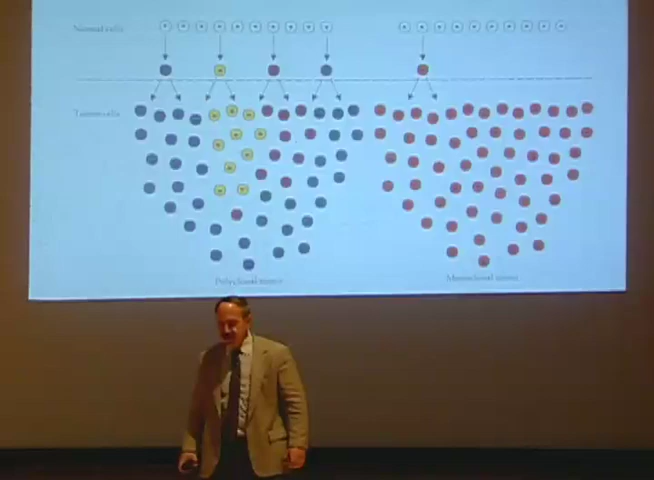 Normal cells
Tumor cells
Polyclonal tumor
Monoclonal tumor